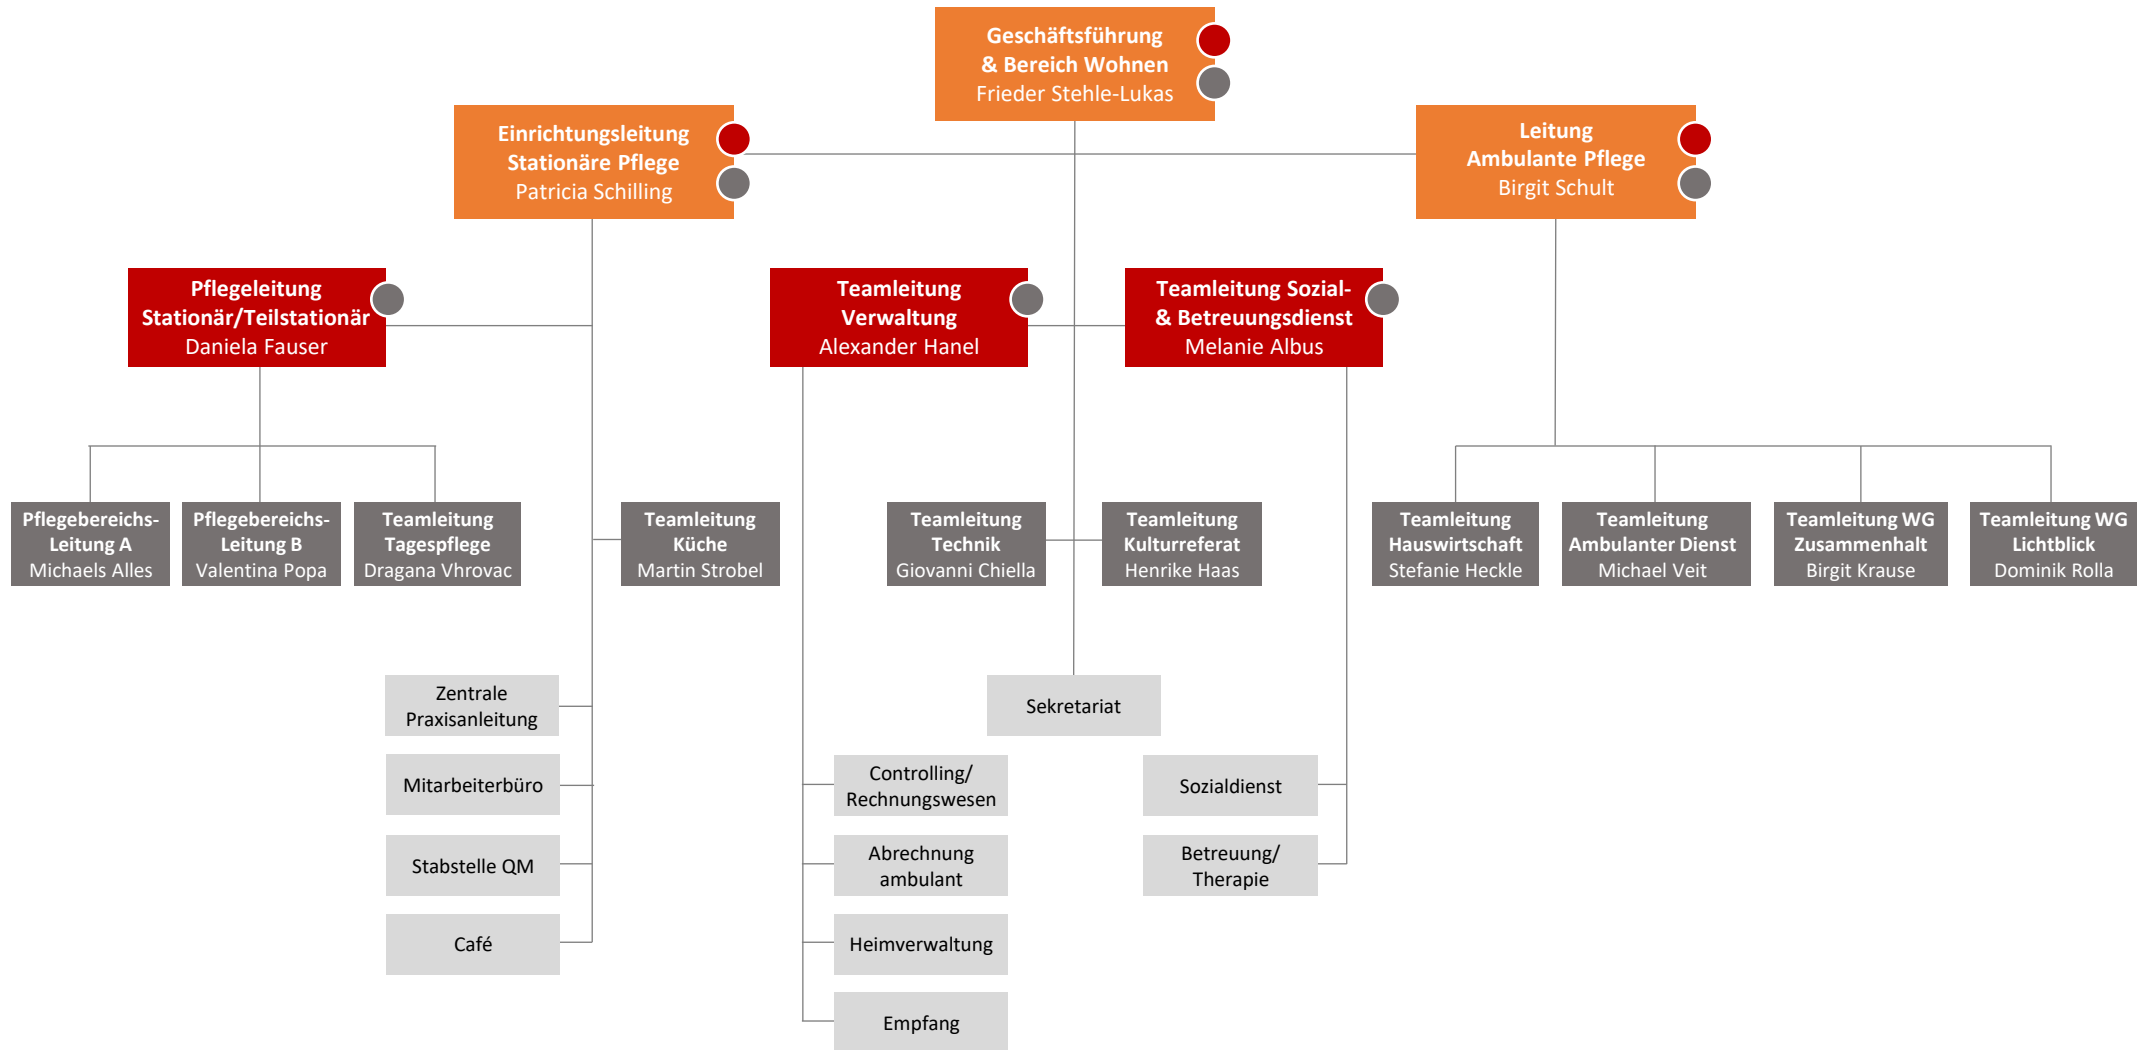 Geschäftsführung
& Bereich Wohnen
Frieder Stehle-Lukas
Einrichtungsleitung
Stationäre Pflege
Patricia Schilling
Leitung
Ambulante Pflege
Birgit Schult
Pflegeleitung
Stationär/Teilstationär
Daniela Fauser
Teamleitung
Verwaltung
Alexander Hanel
Teamleitung Sozial-
& Betreuungsdienst
Melanie Albus
Pflegebereichs-
Leitung A
Michaels Alles
Pflegebereichs-
Leitung B
Valentina Popa
Teamleitung
Tagespflege
Dragana Vhrovac
Teamleitung
Küche
Martin Strobel
Teamleitung
Technik
Giovanni Chiella
Teamleitung
Kulturreferat
Henrike Haas
Teamleitung
Hauswirtschaft
Stefanie Heckle
Teamleitung
Ambulanter Dienst
Michael Veit
Teamleitung WG
Zusammenhalt
Birgit Krause
Teamleitung WG
Lichtblick
Dominik Rolla
Zentrale
Praxisanleitung
Mitarbeiterbüro
Stabstelle QM
Café
Sekretariat
Controlling/
Rechnungswesen
Abrechnung
ambulant
Heimverwaltung
Empfang
Sozialdienst
Betreuung/
Therapie